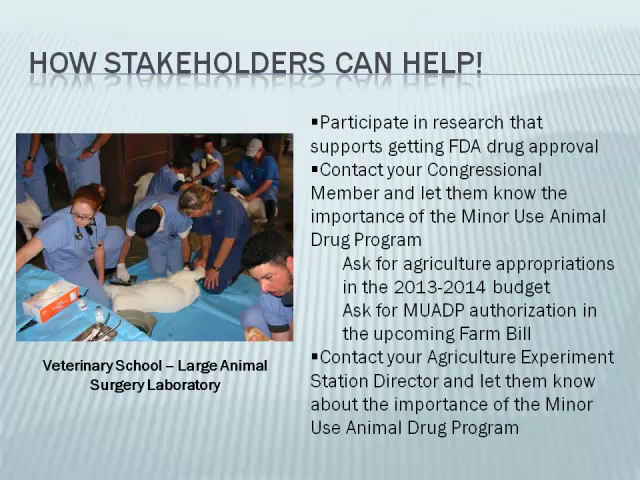 HOW STAKEHOLDERS CAN HELP!
▪Participate in research that
supports getting FDA drug approval
▪Contact your Congressional
Member and let them know the
importance of the Minor Use Animal
Drug Program
Ask for agriculture appropriations
in the 2013-2014 budget
Ask for MUADP authorization in
the upcoming Farm Bill
▪Contact your Agriculture Experiment
Station Director and let them know
about the importance of the Minor
Use Animal Drug Program
Veterinary School – Large Animal
Surgery Laboratory